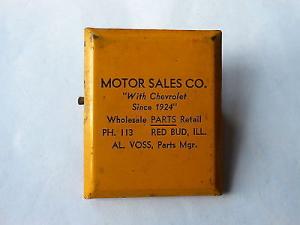 MOTOR SALES CO.
"With Chevrolet
Since 1924"
Wholesale PARTS Retail
PH. 113 RED BUD, ILL.
AL. VOSS, Parts Mgr.